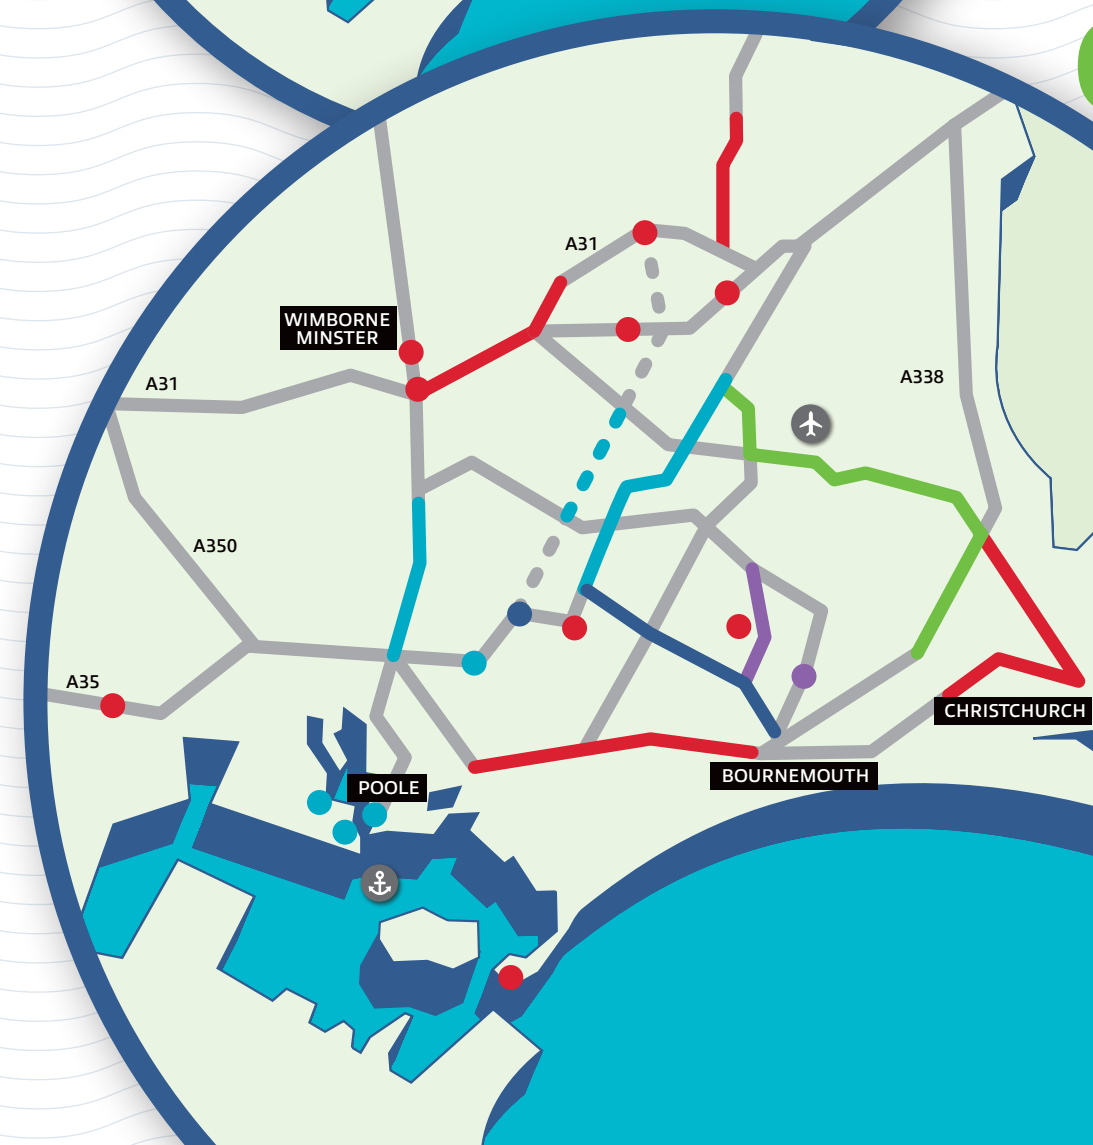 A31
WIMBORNE
MINSTER
A31
A338
A350
A35
CHRISTCHURCH
BOURNEMOUTH
POOLE